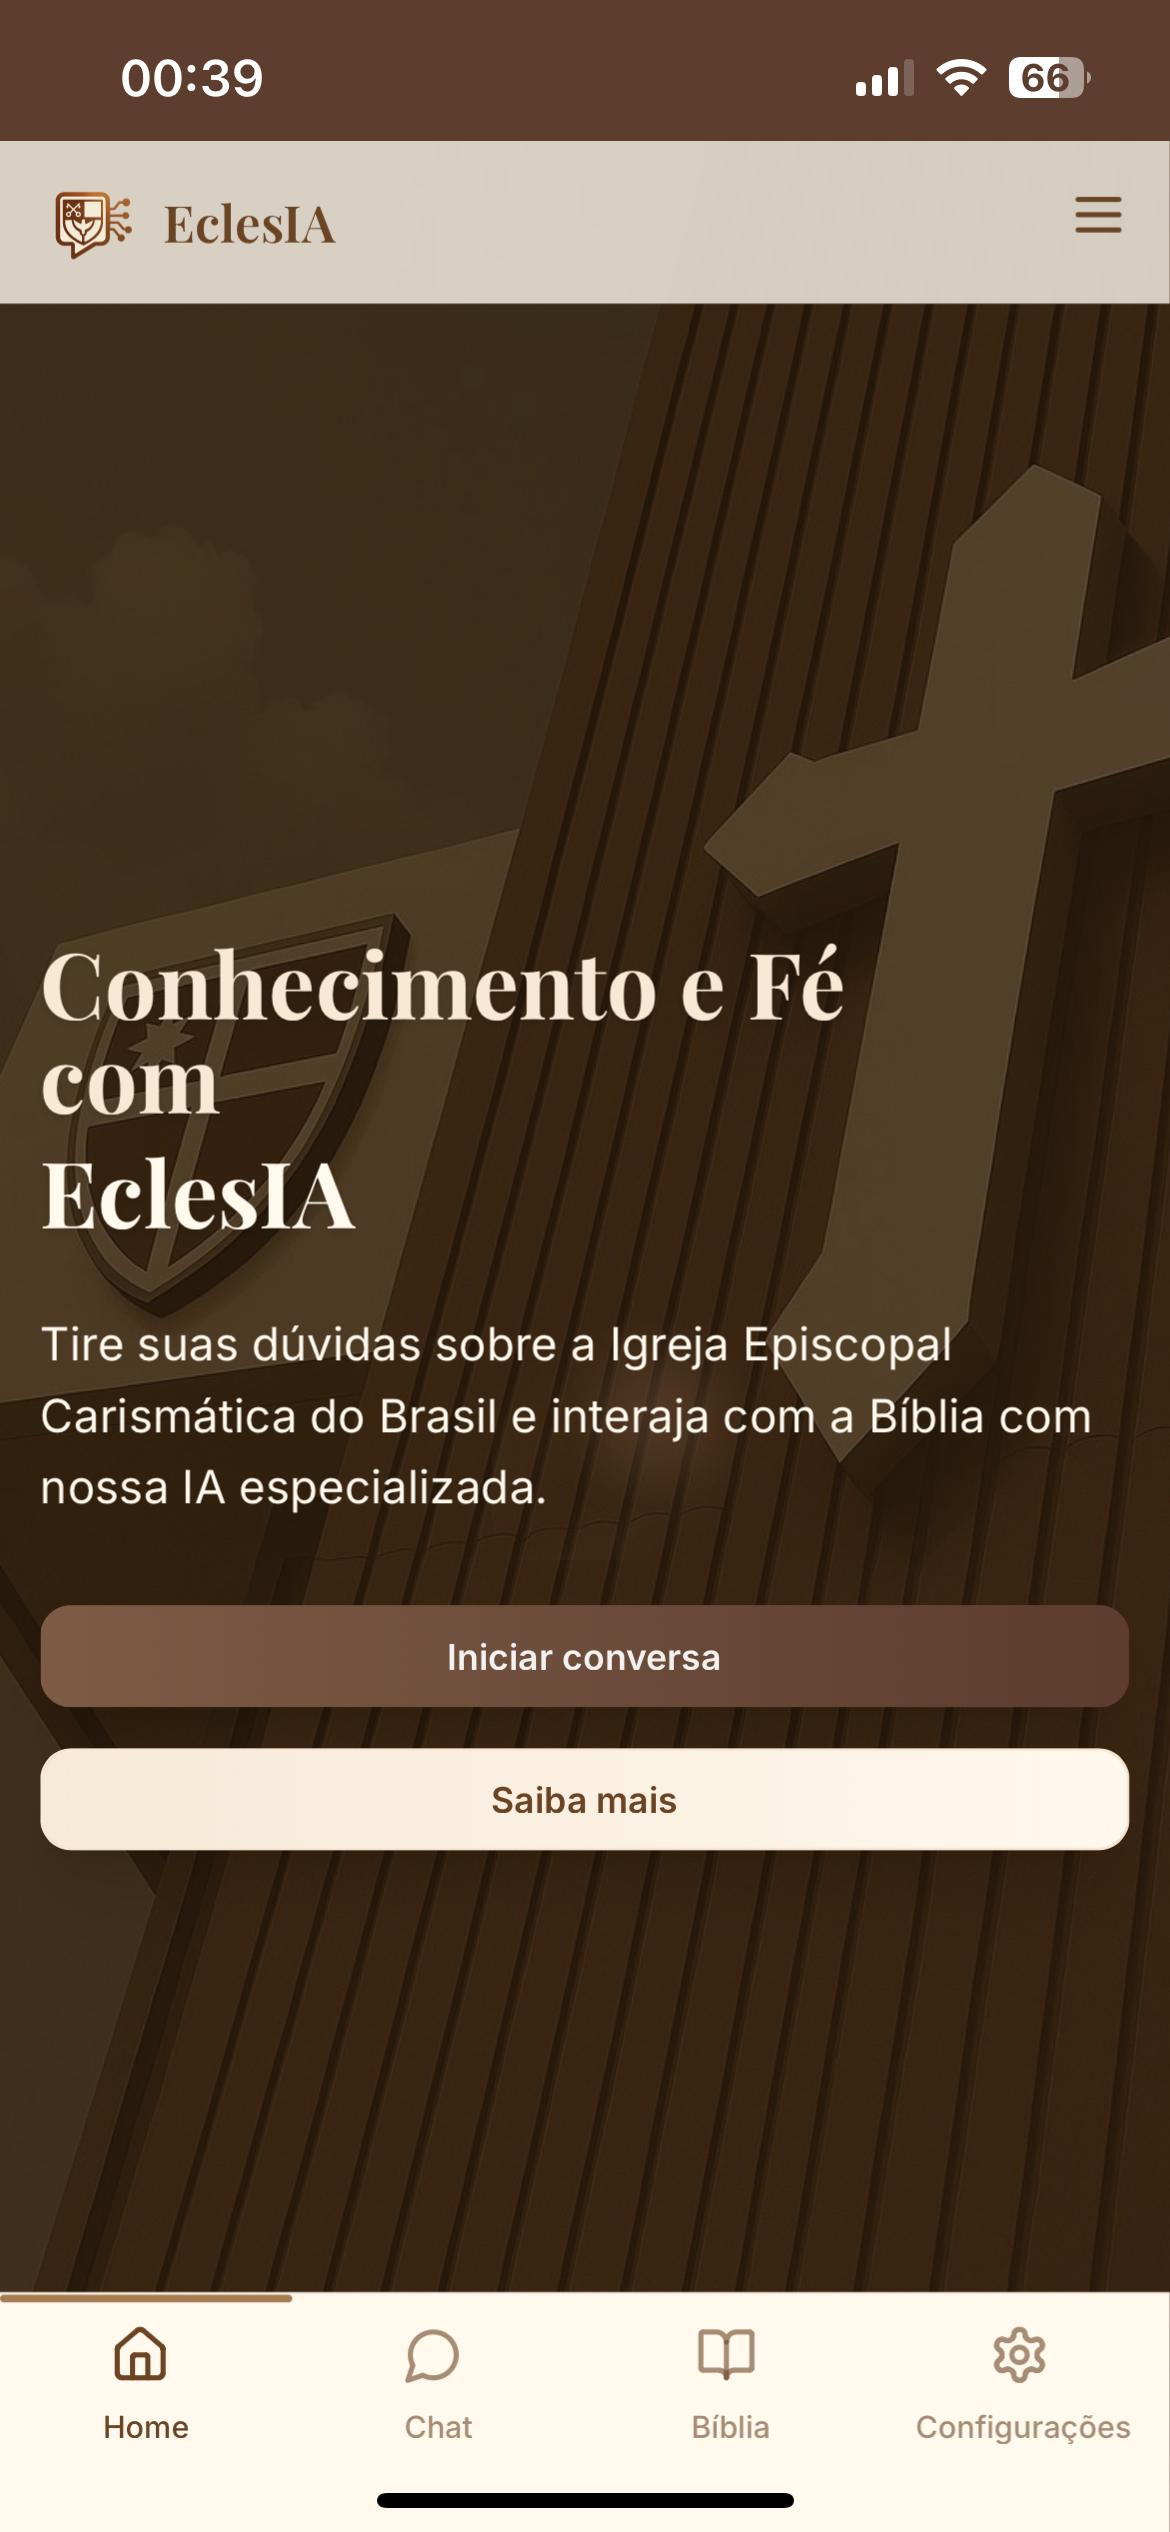 00:39
66
EclesIA
Conhecimento e Fé
com
EclesIA
Tire suas dúvidas sobre a Igreja Episcopal
Carismática do Brasil e interaja com a Bíblia com
nossa IA especializada.
Iniciar conversa
Saiba mais
Home
Chat
Bíblia
Configurações